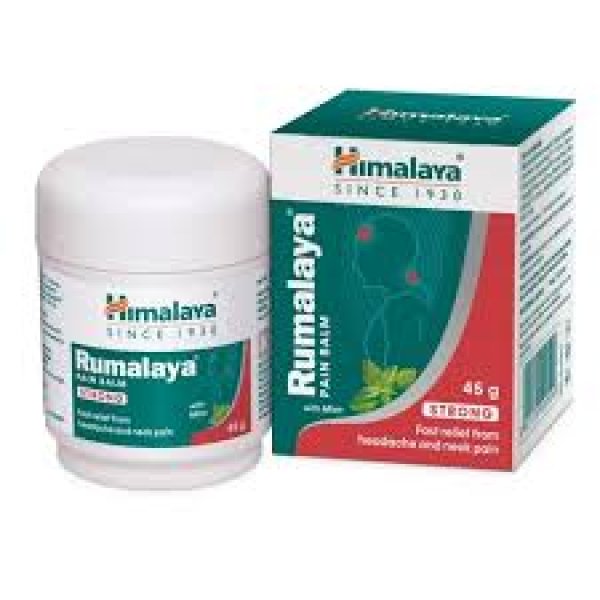 Himalaya®
Himalaya®
SINCE 1930
Rumalaya®
PAIN BALM
with Mint
45 g
STRONG
Fast relief from
headache and neck pain
Himalaya®
SINCE 1930
Rumalaya®
PAIN BALM
STRONG
with Mint
Fast relief from
headache and neck pain
45 g